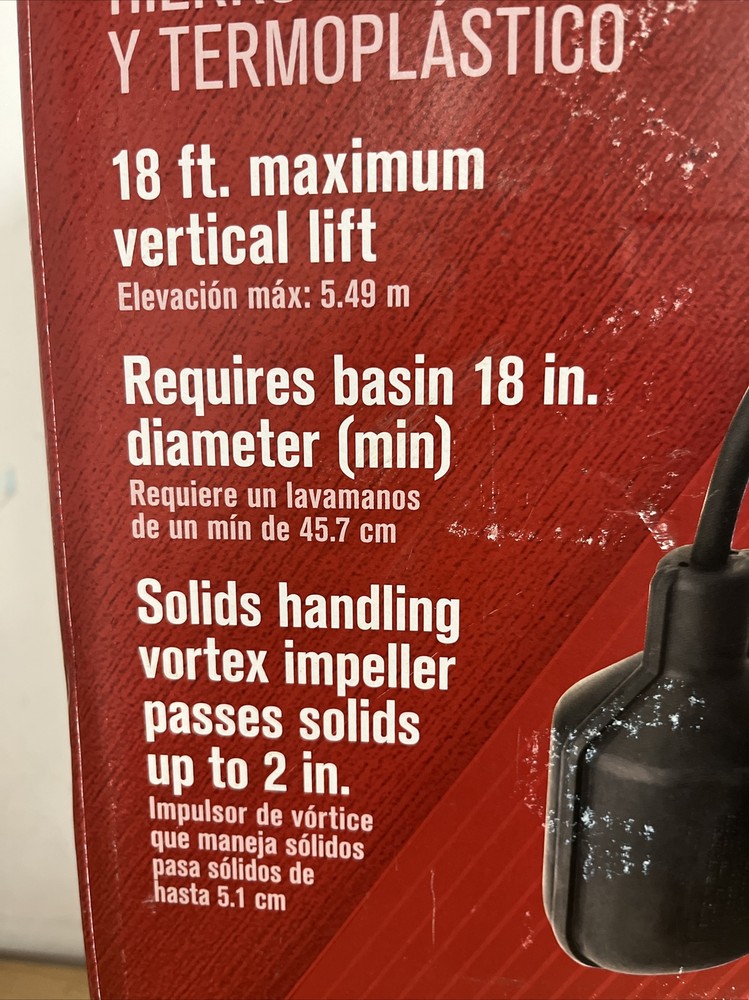 Y TERMOPLÁSTICO
18 ft. maximum
vertical lift
Elevación máx: 5.49 m
Requires basin 18 in.
diameter (min)
Requiere un lavamanos
de un mín de 45.7 cm
Solids handling
vortex impeller
passes solids
up to 2 in.
Impulsor de vórtice
que maneja sólidos
pasa sólidos de
hasta 5.1 cm